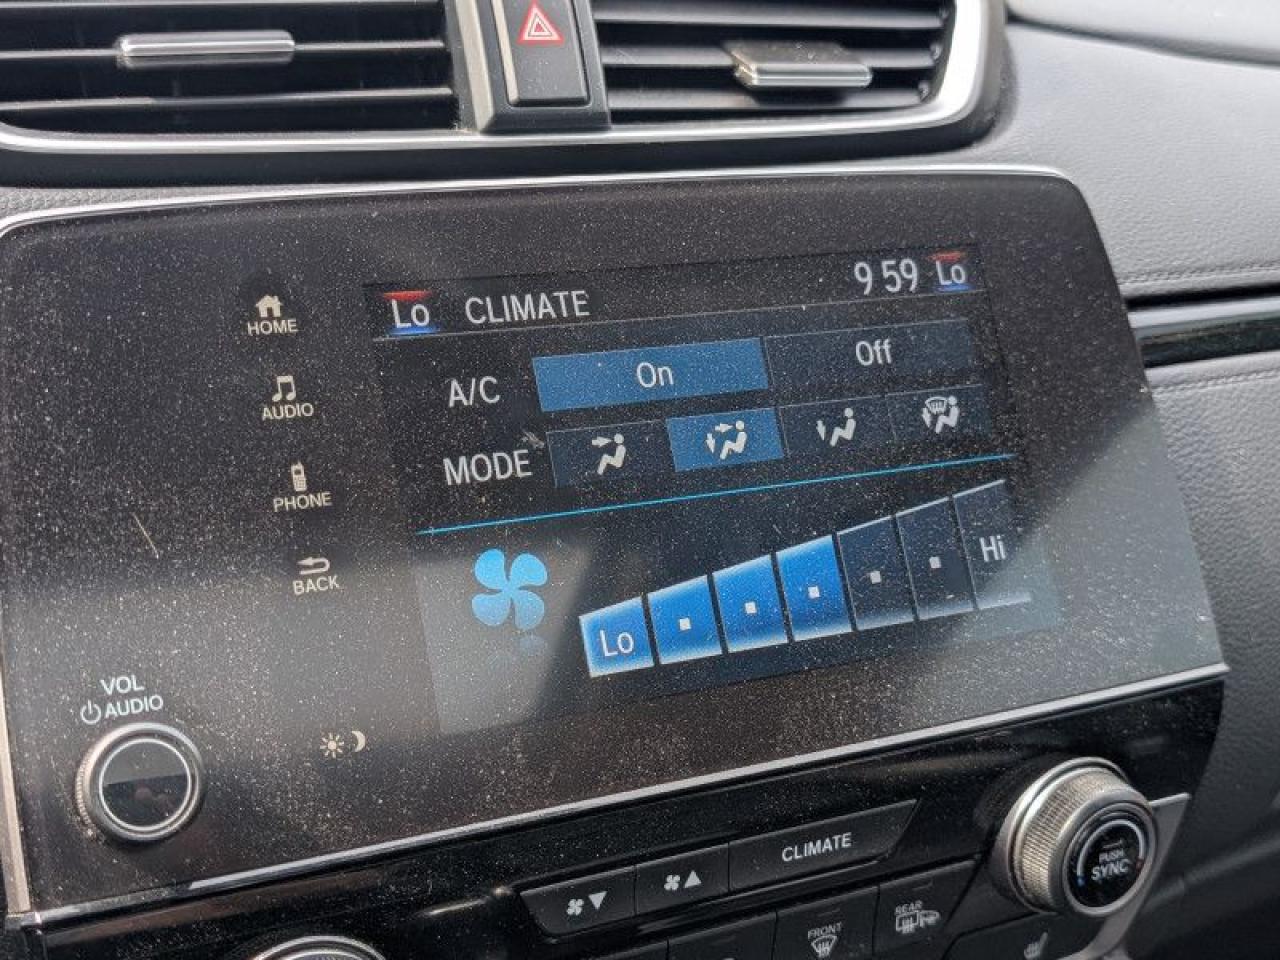 Lo CLIMATE 9 59 Lo
HOME
A/C On Off
AUDIO
MODE
PHONE
BACK
Lo Hi
VOL
AUDIO
CLIMATE
PUSH
SYNC
FRONT
REAR